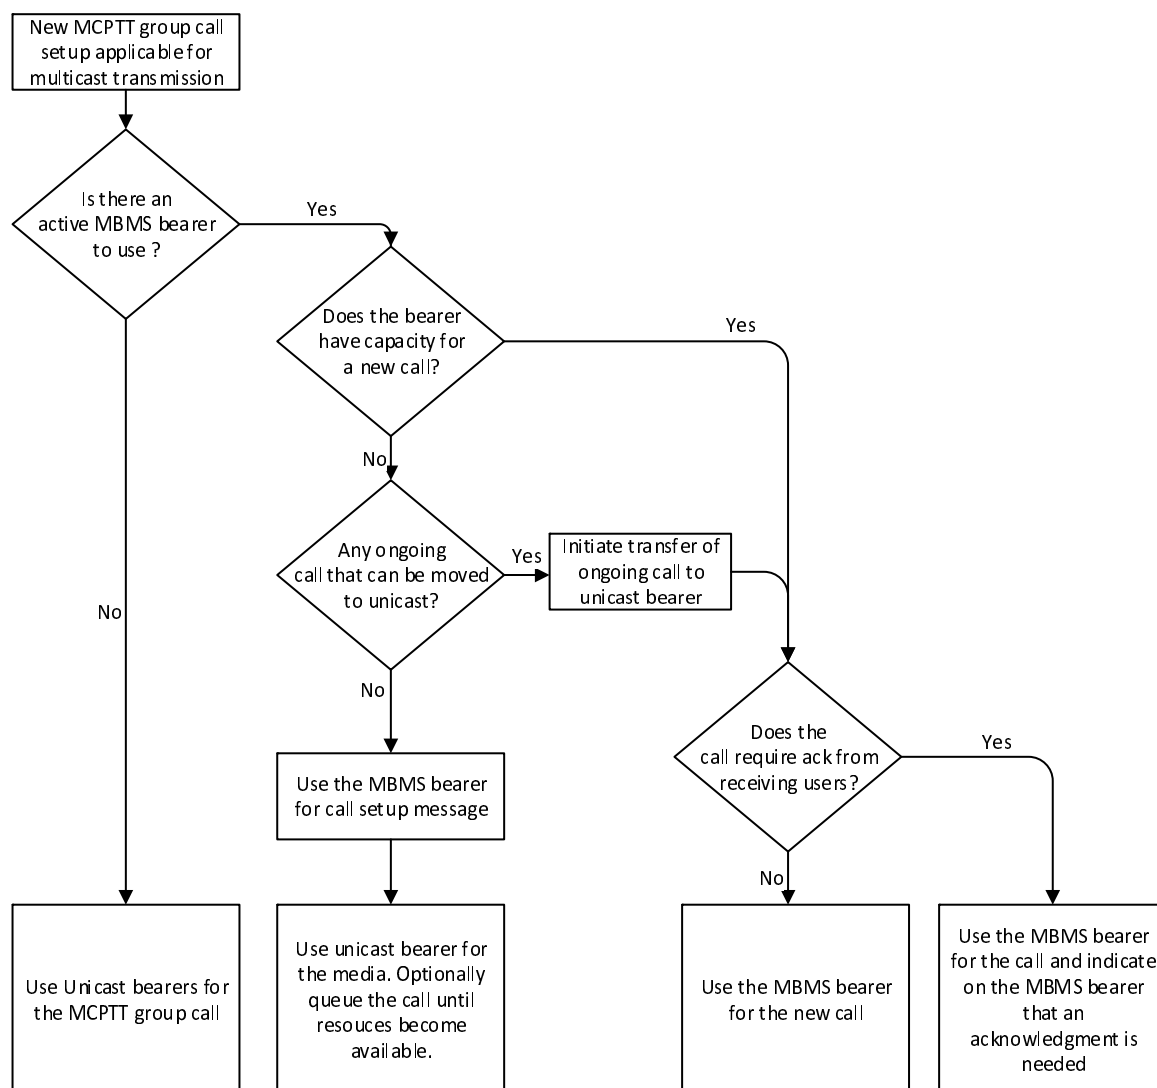 New MCPTT group call
setup applicable for
multicast transmission
Is there an
active MBMS bearer
to use ?
Yes
Does the bearer
have capacity for
a new call?
Yes
No
Any ongoing
call that can be moved
to unicast?
Yes
Initiate transfer of
ongoing call to
unicast bearer
No
No
Does the
call require ack from
receiving users?
Yes
Use the MBMS bearer
for call setup message
No
Use Unicast bearers for
the MCPTT group call
Use unicast bearer for
the media. Optionally
queue the call until
resouces become
available.
Use the MBMS bearer
for the new call
Use the MBMS bearer
for the call and indicate
on the MBMS bearer
that an
acknowledgment is
needed